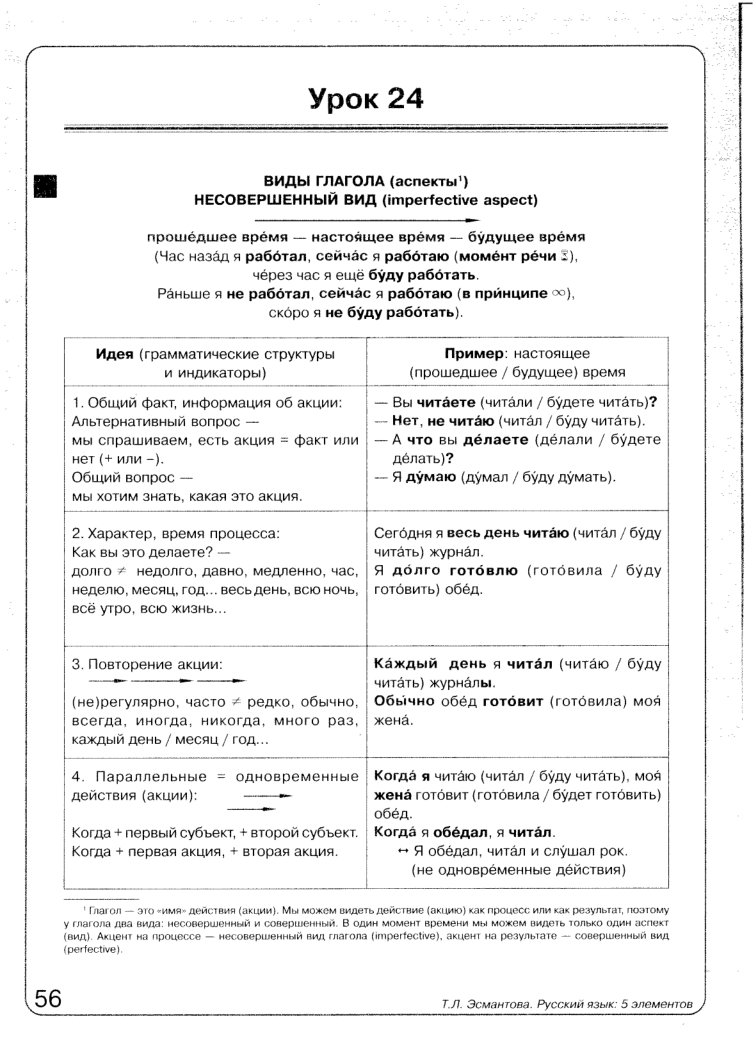 Урок 24
ВИДЫ ГЛАГОЛА (аспекты¹)
НЕСОВЕРШЕННЫЙ ВИД (imperfective aspect)
проше́дшее вре́мя — настоя́щее вре́мя — бу́дущее вре́мя
(Час наза́д я рабо́тал, сейча́с я рабо́таю (моме́нт ре́чи ⌛),
че́рез час я ещё бу́ду рабо́тать.
Ра́ньше я не рабо́тал, сейча́с я рабо́таю (в при́нципе ∞),
ско́ро я не бу́ду рабо́тать).
Идея (грамматические структуры
и индикаторы)
Пример: настоящее
(прошедшее / будущее) время
1. Общий факт, информация об акции:
Альтернативный вопрос —
мы спрашиваем, есть акция = факт или
нет (+ или –).
Общий вопрос —
мы хотим знать, какая это акция.
— Вы чита́ете (чита́ли / бу́дете чита́ть)?
— Нет, не чита́ю (чита́л / бу́ду чита́ть).
— А что вы де́лаете (де́лали / бу́дете
де́лать)?
— Я ду́маю (ду́мал / бу́ду ду́мать).
2. Характер, время процесса:
Как вы это делаете? —
долго ≠ недолго, давно, медленно, час,
неделю, месяц, год... весь день, всю ночь,
всё утро, всю жизнь...
Сего́дня я весь день чита́ю (чита́л / бу́ду
чита́ть) журна́л.
Я до́лго гото́влю (гото́вила / бу́ду
гото́вить) обе́д.
3. Повторение акции:
(не)регулярно, часто ≠ редко, обычно,
всегда, иногда, никогда, много раз,
каждый день / месяц / год...
Ка́ждый день я чита́л (чита́ю / бу́ду
чита́ть) журна́лы.
Обы́чно обе́д гото́вит (гото́вила) моя́
жена́.
4. Параллельные = одновременные
действия (акции):
Когда + первый субъект, + второй субъект.
Когда + первая акция, + вторая акция.
Когда́ я чита́ю (чита́л / бу́ду чита́ть), моя́
жена́ гото́вит (гото́вила / бу́дет гото́вить)
обе́д.
Когда́ я обе́дал, я чита́л.
↔ Я обе́дал, чита́л и слу́шал рок.
(не одновре́менные де́йствия)
¹ Глагол — это «имя» действия (акции). Мы можем видеть действие (акцию) как процесс или как результат, поэтому
у глагола два вида: несовершенный и совершенный. В один момент времени мы можем видеть только один аспект
(вид). Акцент на процессе — несовершенный вид глагола (imperfective), акцент на результате — совершенный вид
(perfective).
56
Т.Л. Эсмантова. Русский язык: 5 элементов